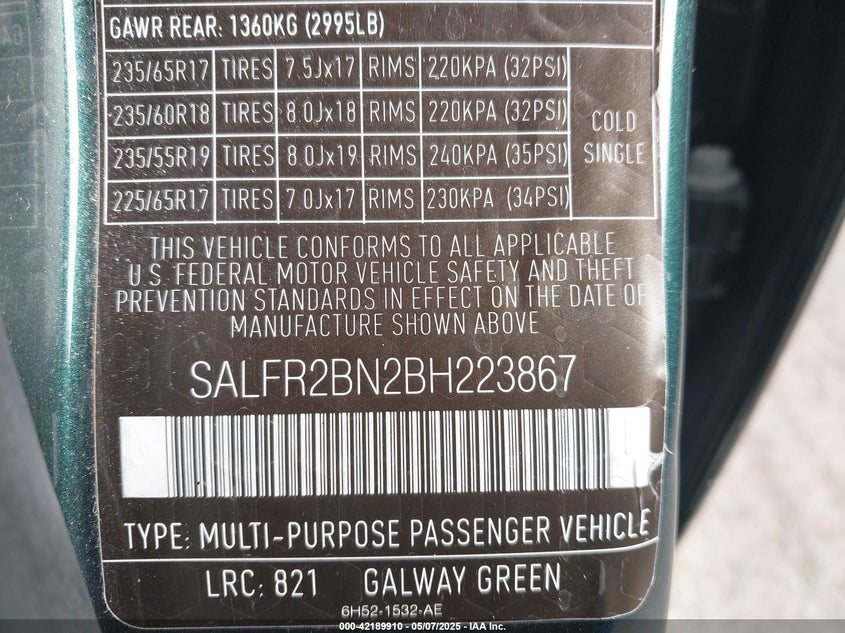 GAWR REAR: 1360KG (2995LB)
235/65R17 TIRES 7.5Jx17 RIMS 220KPA (32PSI)
235/60R18 TIRES 8.0Jx18 RIMS 220KPA (32PSI)
235/55R19 TIRES 8.0Jx19 RIMS 240KPA (35PSI)
225/65R17 TIRES 7.0Jx17 RIMS 230KPA (34PSI)
COLD
SINGLE
THIS VEHICLE CONFORMS TO ALL APPLICABLE
U.S. FEDERAL MOTOR VEHICLE SAFETY AND THEFT
PREVENTION STANDARDS IN EFFECT ON THE DATE OF
MANUFACTURE SHOWN ABOVE
SALFR2BN2BH223867
TYPE: MULTI-PURPOSE PASSENGER VEHICLE
LRC: 821 GALWAY GREEN
6H52-1532-AE
000-42189910 - 05/07/2025 - IAA Inc.